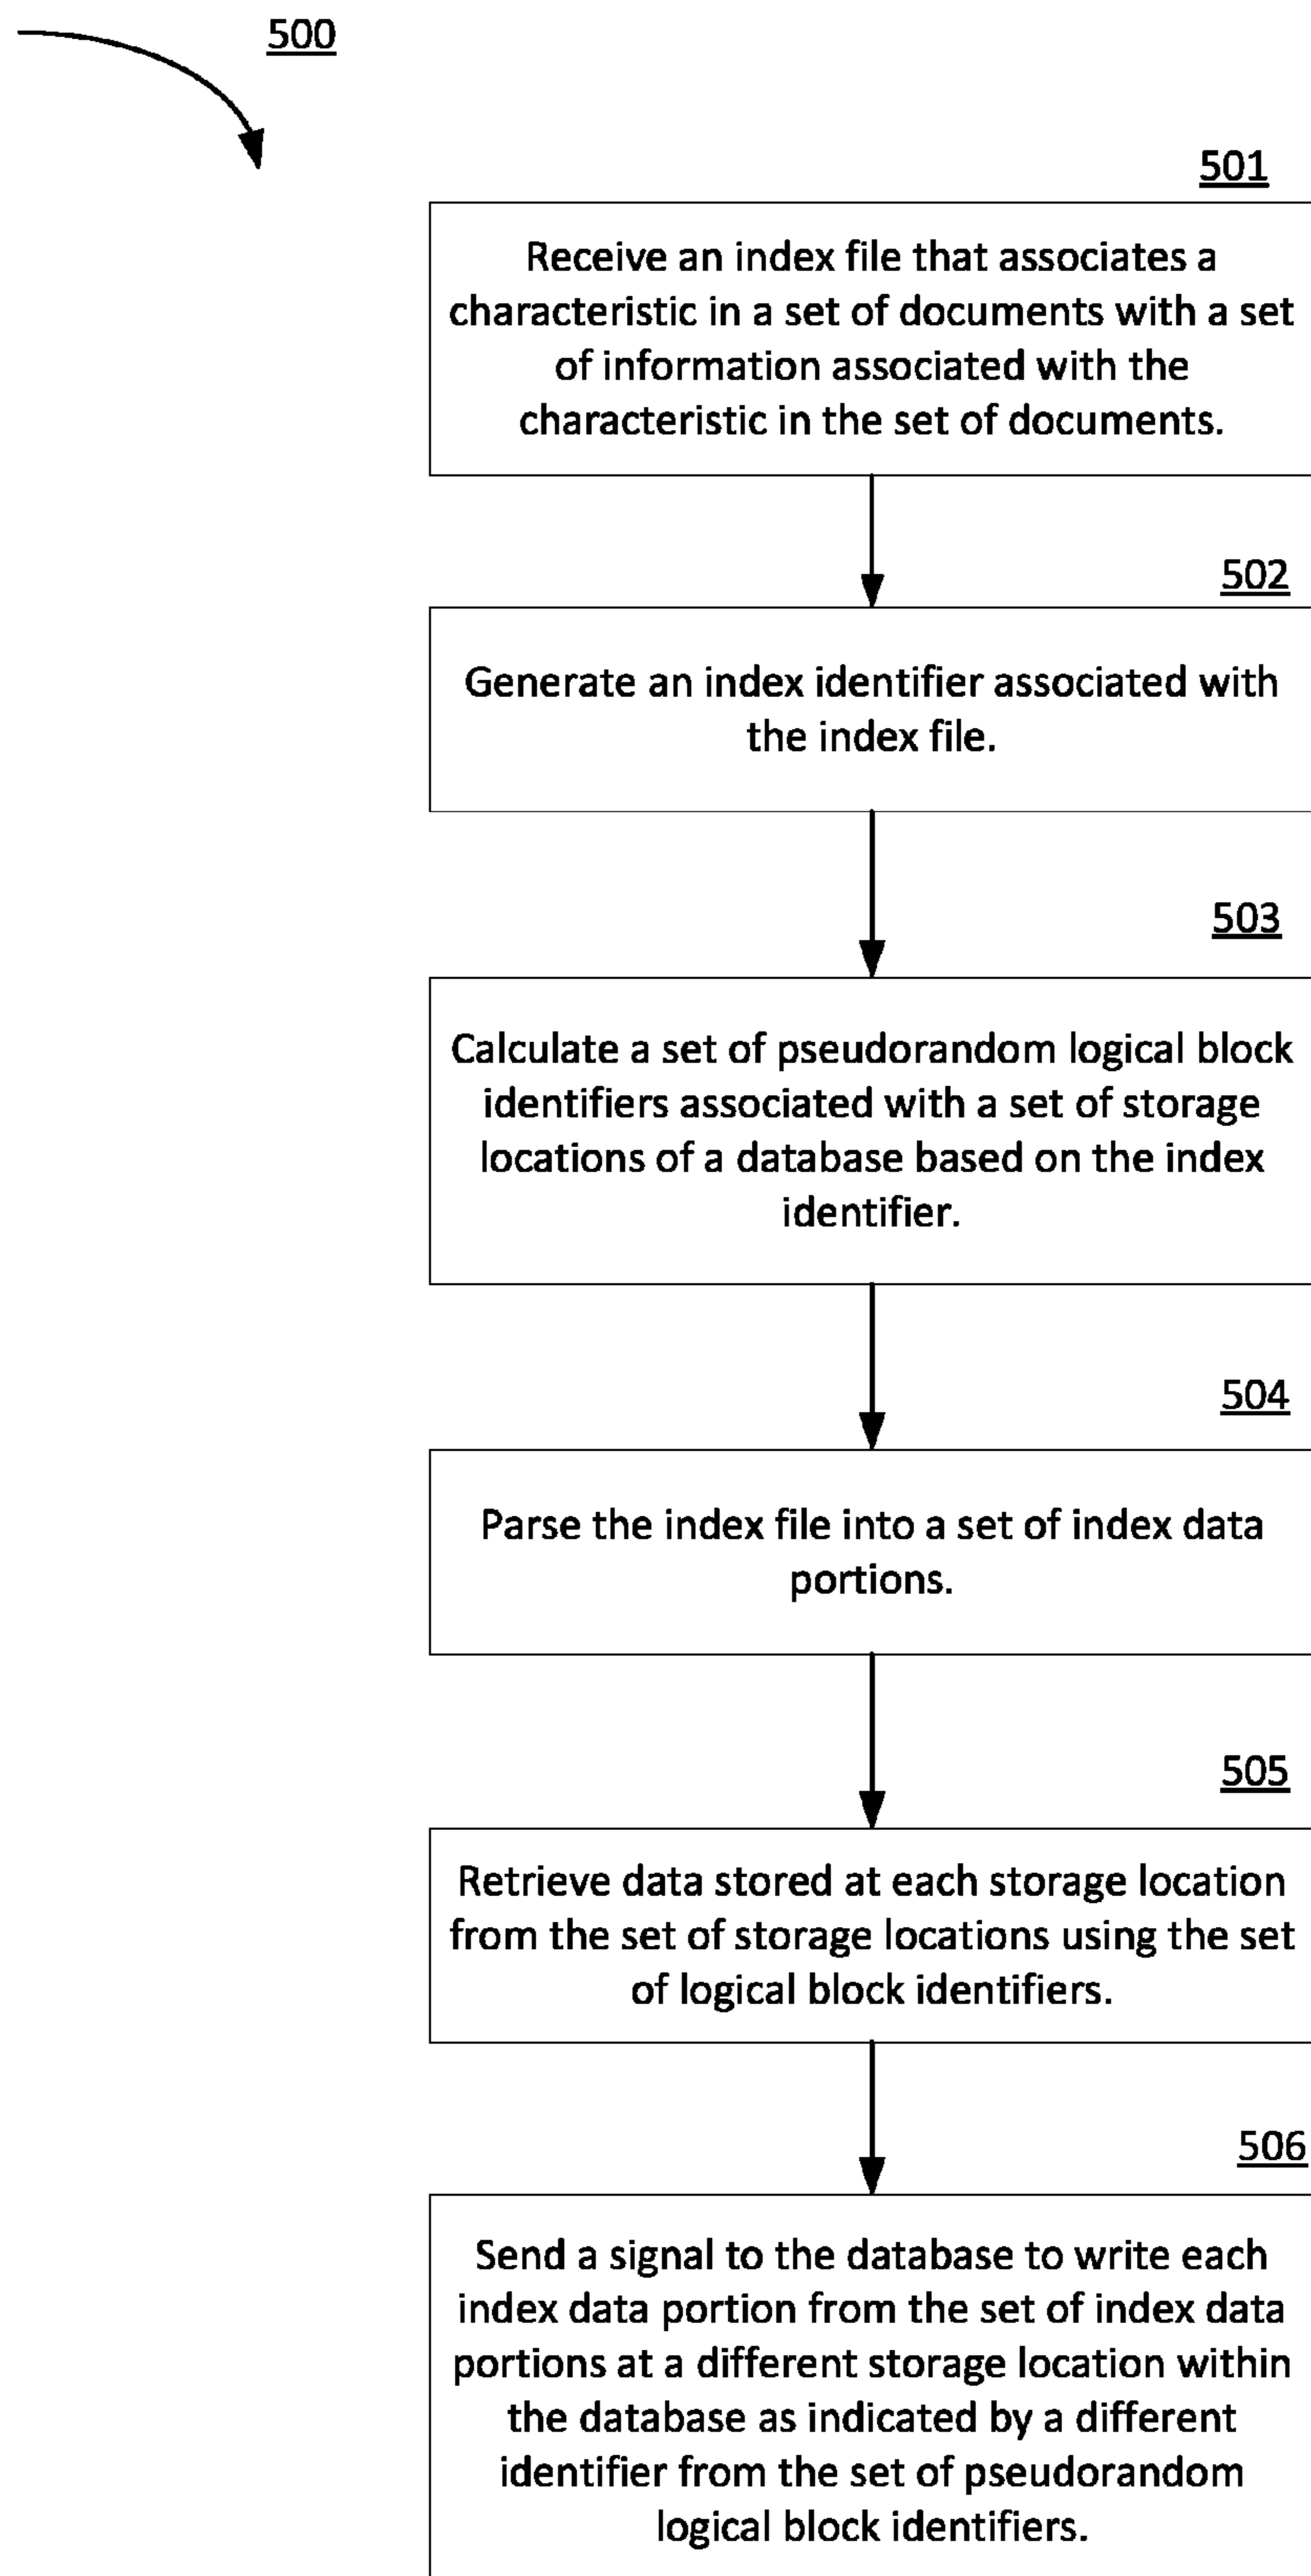 500
501
Receive an index file that associates a
characteristic in a set of documents with a set
of information associated with the
characteristic in the set of documents.
502
Generate an index identifier associated with
the index file.
503
Calculate a set of pseudorandom logical block
identifiers associated with a set of storage
locations of a database based on the index
identifier.
504
Parse the index file into a set of index data
portions.
505
Retrieve data stored at each storage location
from the set of storage locations using the set
of logical block identifiers.
506
Send a signal to the database to write each
index data portion from the set of index data
portions at a different storage location within
the database as indicated by a different
identifier from the set of pseudorandom
logical block identifiers.